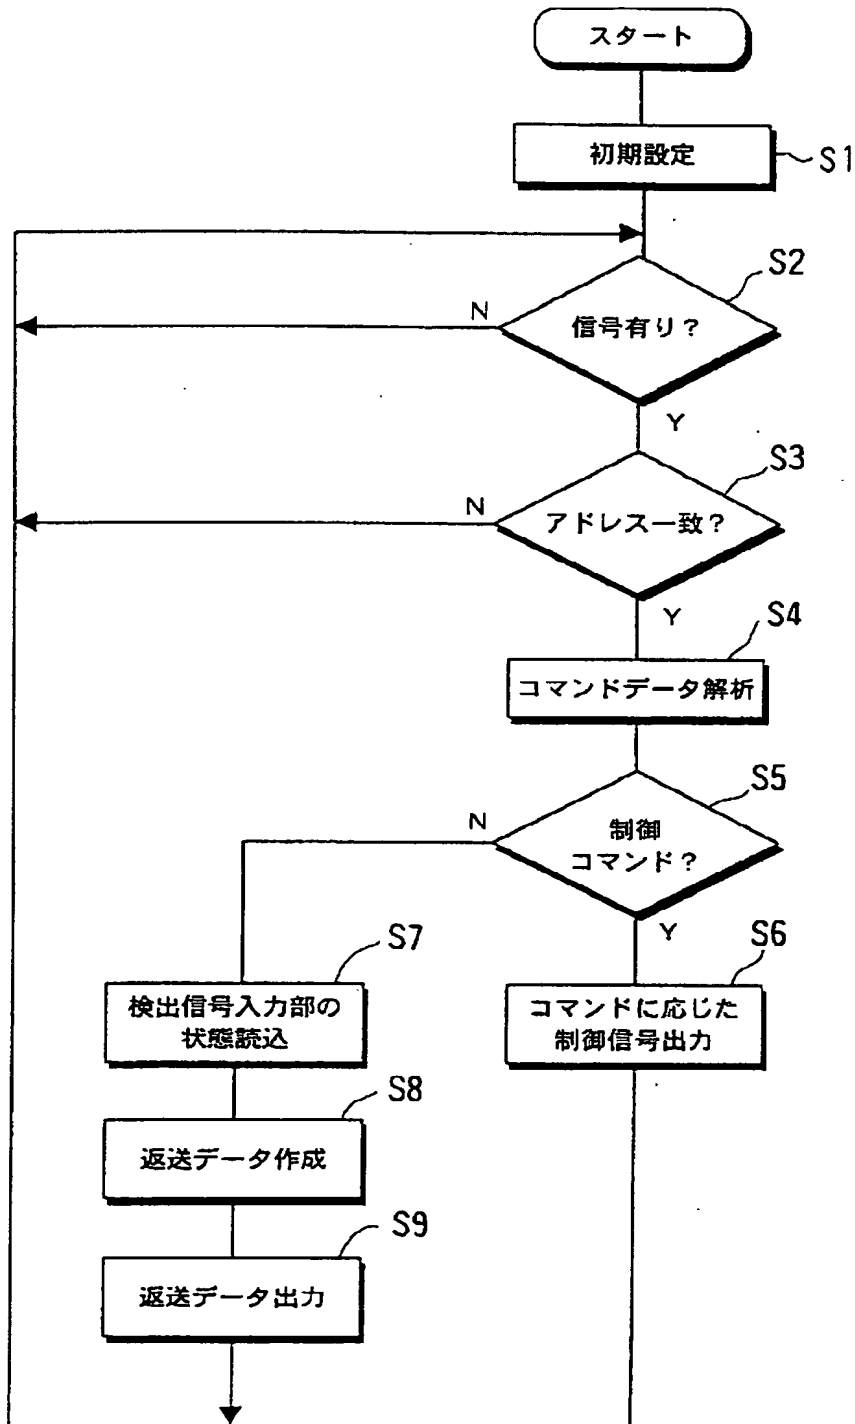 スタート
初期設定
S1
S2
信号有り?
N
Y
S3
アドレス一致?
N
Y
S4
コマンドデータ解析
S5
制御
コマンド?
N
Y
S7
検出信号入力部の
状態読込
S6
コマンドに応じた
制御信号出力
S8
返送データ作成
S9
返送データ出力